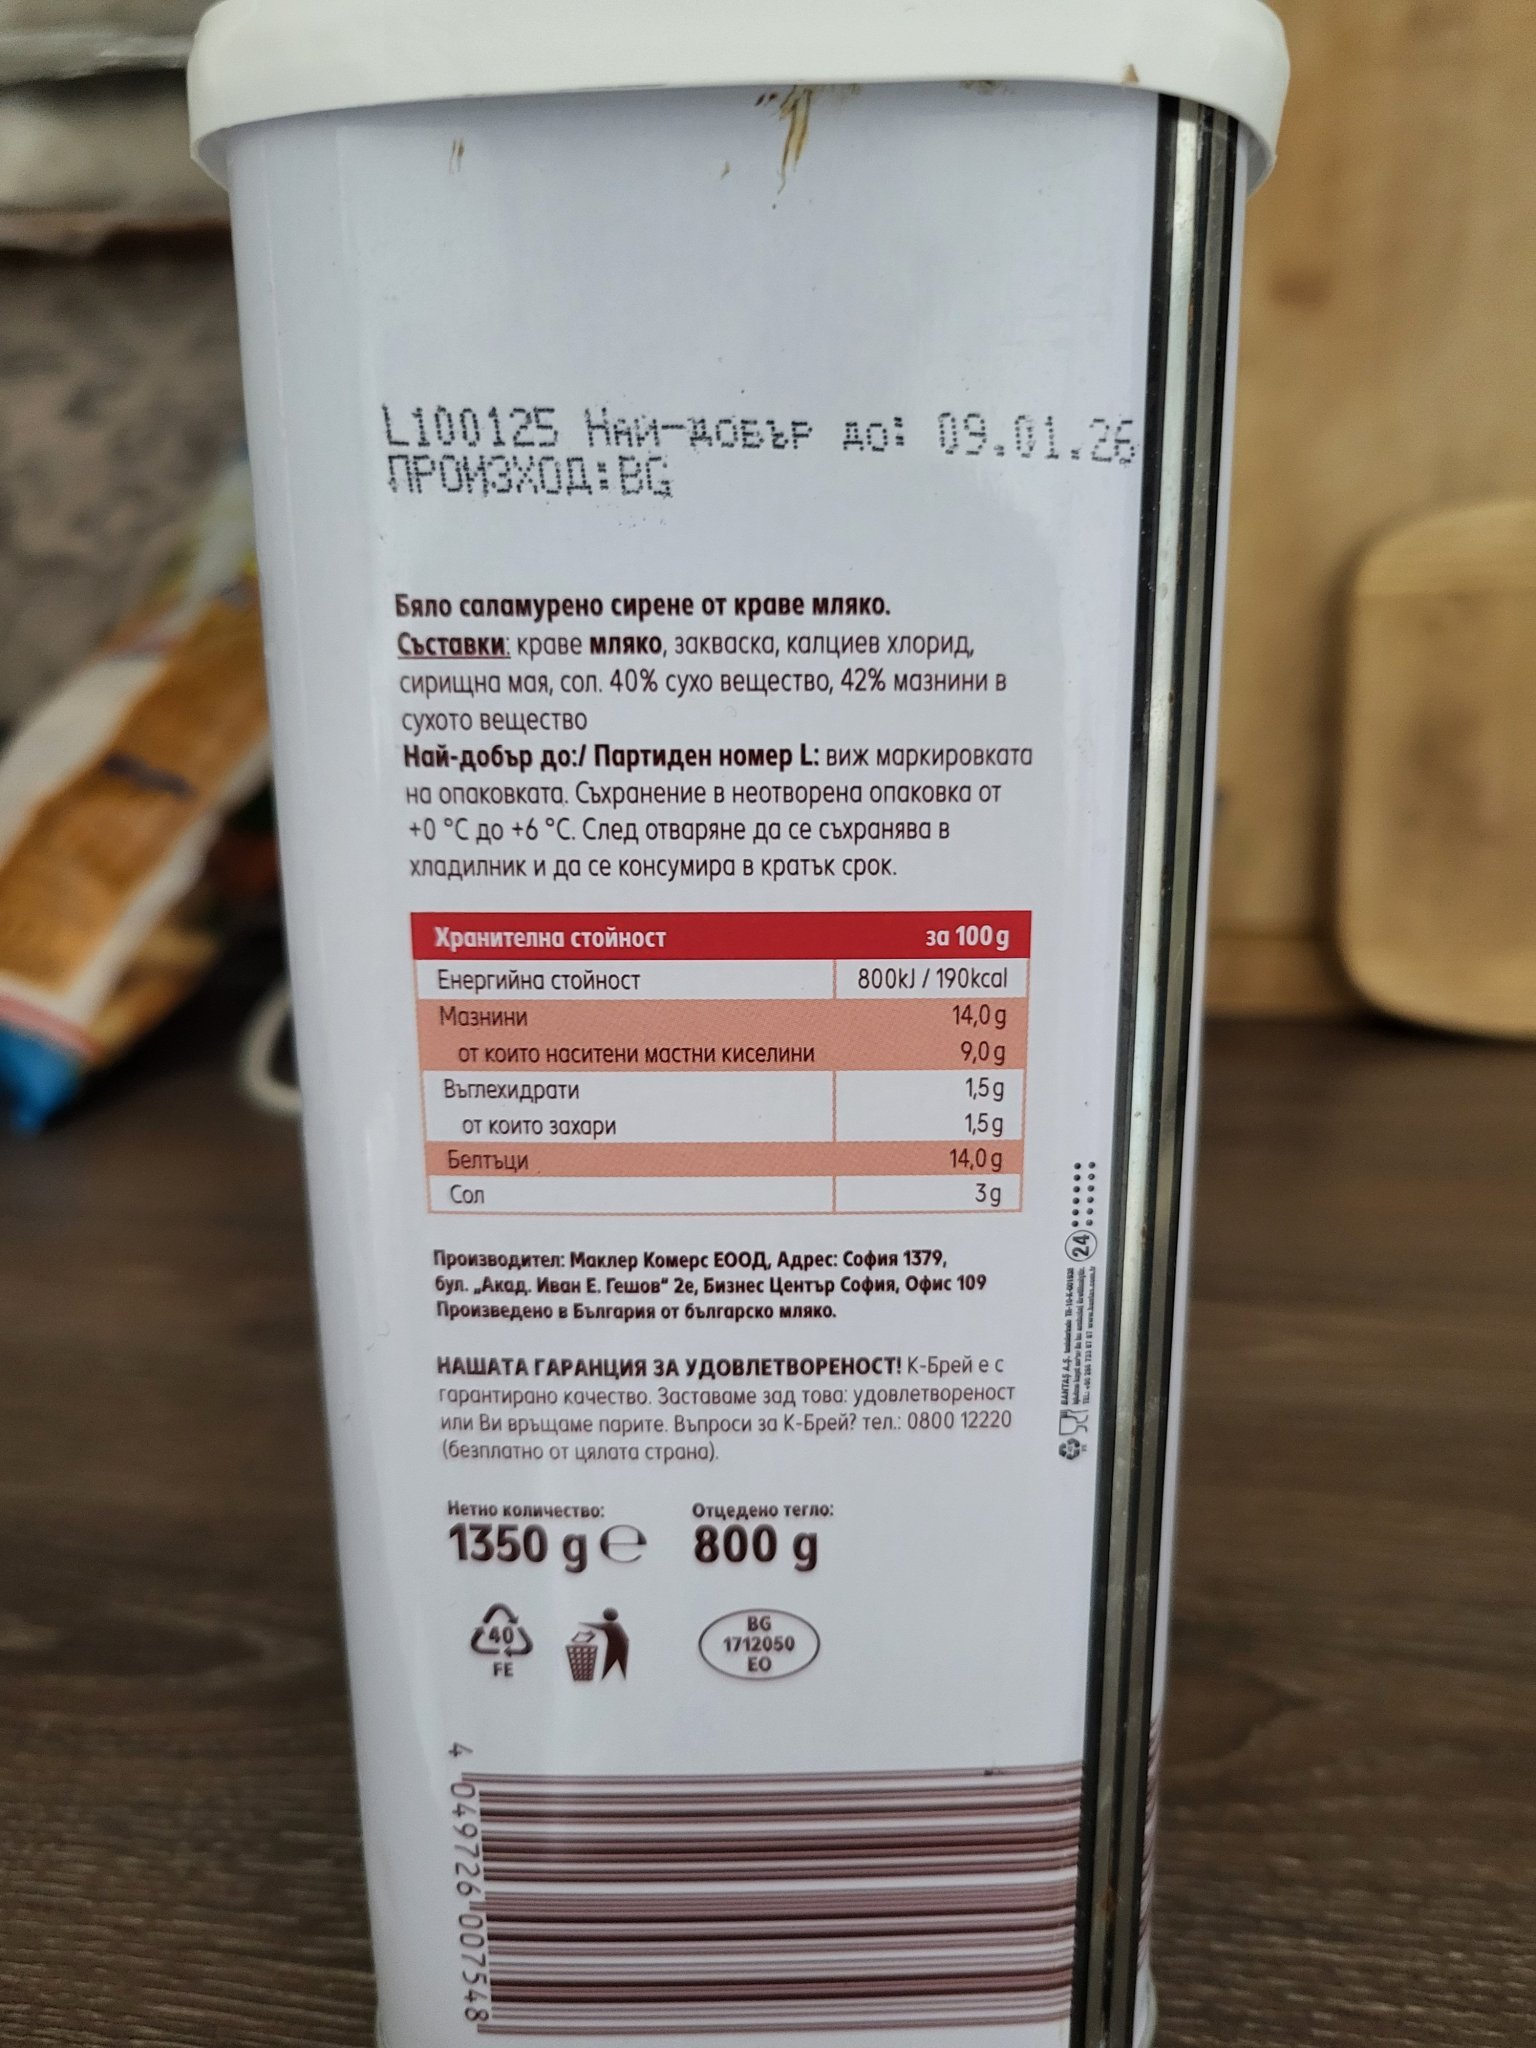 L100125 Най-добър до: 09.01.26
ПРОИЗХОД:BG
Бяло саламурено сирене от краве мляко.
Съставки: краве мляко, закваска, калциев хлорид,
сирищна мая, сол. 40% сухо вещество, 42% мазнини в
сухото вещество
Най-добър до:/ Партиден номер L: виж маркировката
на опаковката. Съхранение в неотворена опаковка от
+0 °C до +6 °C. След отваряне да се съхранява в
хладилник и да се консумира в кратък срок.
Хранителна стойност за 100 g
Енергийна стойност 800kJ / 190kcal
Мазнини 14,0 g
от които наситени мастни киселини 9,0 g
Въглехидрати 1,5 g
от които захари 1,5 g
Белтъци 14,0 g
Сол 3 g
Производител: Маклер Комерс ЕООД, Адрес: София 1379,
бул. „Акад. Иван Е. Гешов“ 2е, Бизнес Център София, Офис 109
Произведено в България от българско мляко.
НАШАТА ГАРАНЦИЯ ЗА УДОВЛЕТВОРЕНОСТ! К-Брей е с
гарантирано качество. Заставаме зад това: удовлетвореност
или Ви връщаме парите. Въпроси за К-Брей? тел.: 0800 12220
(безплатно от цялата страна).
Нетно количество: Отцедено тегло:
1350 g ℮ 800 g
40
FE
BG
1712050
EO
4 049726 007548
24
BANTAŞ A.Ş.